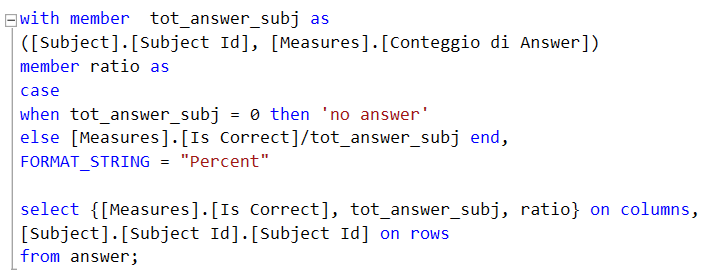 with member  tot_answer_subj as
([Subject].[Subject Id], [Measures].[Conteggio di Answer])
member ratio as
case
when tot_answer_subj = 0 then 'no answer'
else [Measures].[Is Correct]/tot_answer_subj end,
FORMAT_STRING = "Percent"

select {[Measures].[Is Correct], tot_answer_subj, ratio} on columns,
[Subject].[Subject Id].[Subject Id] on rows
from answer;